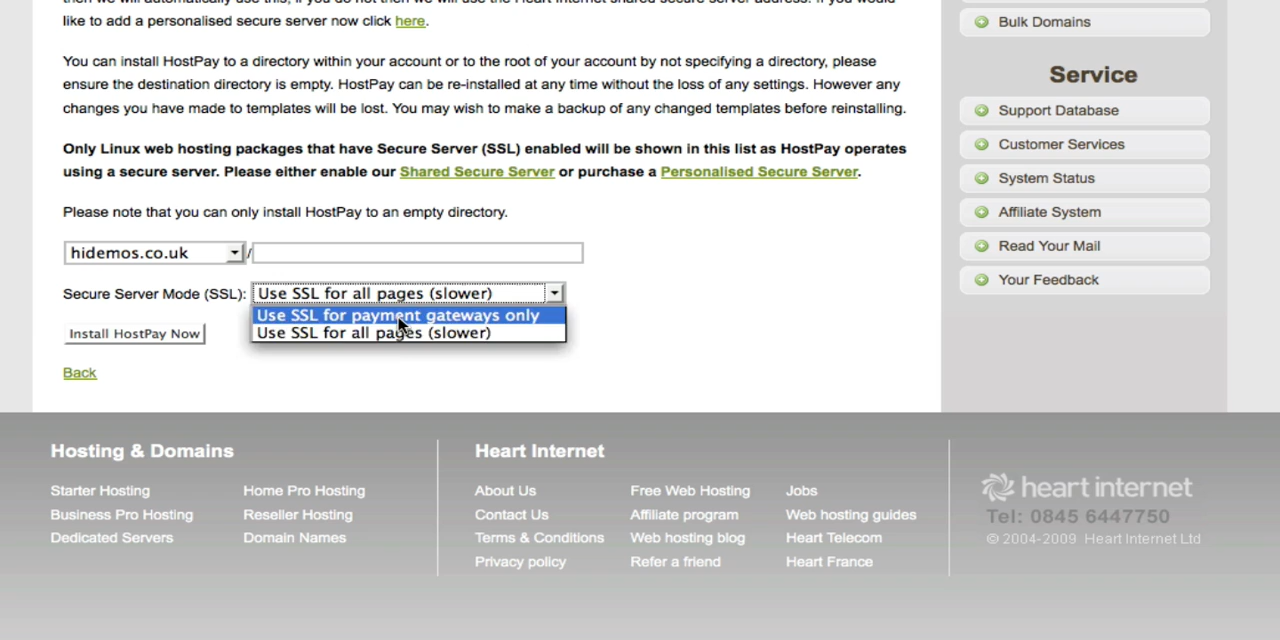 then we will automatically use this, if you do not then we will use the Heart Internet shared secure server address. If you would
like to add a personalised secure server now click here.
You can install HostPay to a directory within your account or to the root of your account by not specifying a directory, please
ensure the destination directory is empty. HostPay can be re-installed at any time without the loss of any settings. However any
changes you have made to templates will be lost. You may wish to make a backup of any changed templates before reinstalling.
Only Linux web hosting packages that have Secure Server (SSL) enabled will be shown in this list as HostPay operates
using a secure server. Please either enable our Shared Secure Server or purchase a Personalised Secure Server.
Please note that you can only install HostPay to an empty directory.
hidemos.co.uk /
Secure Server Mode (SSL): Use SSL for all pages (slower)
Use SSL for payment gateways only
Use SSL for all pages (slower)
Install HostPay Now
Back
Bulk Domains
Service
Support Database
Customer Services
System Status
Affiliate System
Read Your Mail
Your Feedback
Hosting & Domains
Starter Hosting
Business Pro Hosting
Dedicated Servers
Home Pro Hosting
Reseller Hosting
Domain Names
Heart Internet
About Us
Contact Us
Terms & Conditions
Privacy policy
Free Web Hosting
Affiliate program
Web hosting blog
Refer a friend
Jobs
Web hosting guides
Heart Telecom
Heart France
heart internet
Tel: 0845 6447750
© 2004-2009 Heart Internet Ltd